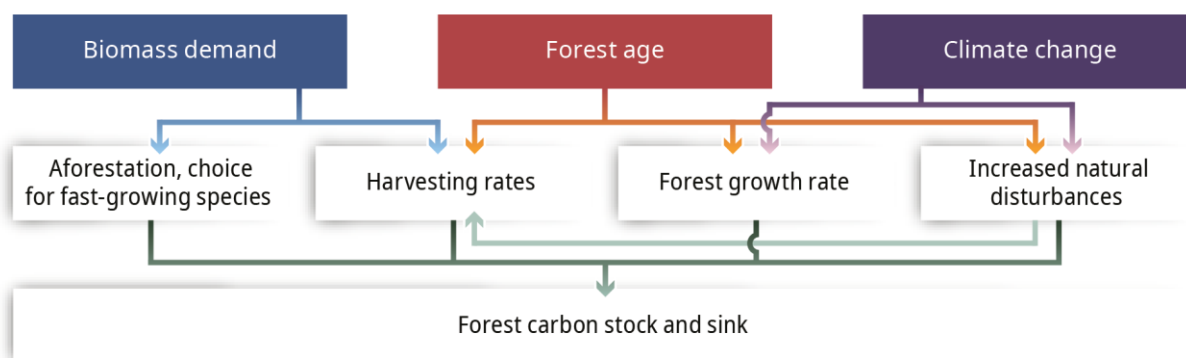 Biomass demand
Forest age
Climate change
Aforestation, choice
for fast-growing species
Harvesting rates
Forest growth rate
Increased natural
disturbances
Forest carbon stock and sink